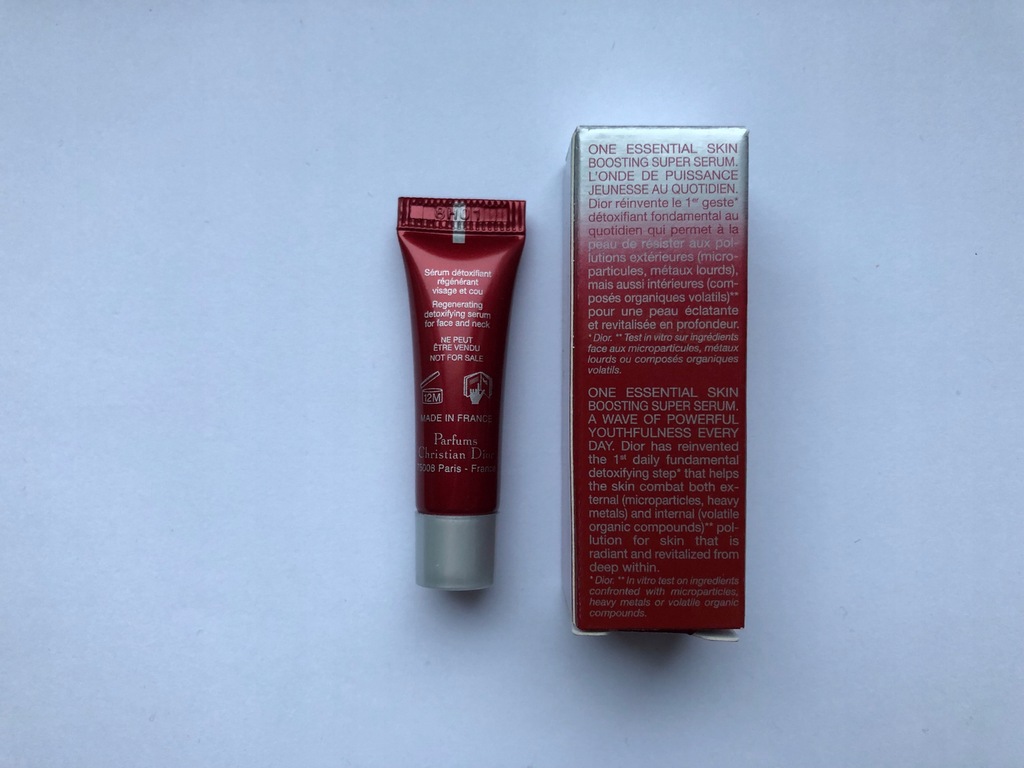 Sérum détoxifiant
régénérant
visage et cou
Regenerating
detoxifying serum
for face and neck
NE PEUT
ÊTRE VENDU
NOT FOR SALE
12M
MADE IN FRANCE
Parfums
Christian Dior
75008 Paris - France
ONE ESSENTIAL SKIN
BOOSTING SUPER SERUM.
L'ONDE DE PUISSANCE
JEUNESSE AU QUOTIDIEN.
Dior réinvente le 1er geste*
détoxifiant fondamental au
quotidien qui permet à la
peau de résister aux pol-
lutions extérieures (micro-
particules, métaux lourds),
mais aussi intérieures (com-
posés organiques volatils)**
pour une peau éclatante
et revitalisée en profondeur.
* Dior. ** Test in vitro sur ingrédients
face aux microparticules, métaux
lourds ou composés organiques
volatils.
ONE ESSENTIAL SKIN
BOOSTING SUPER SERUM.
A WAVE OF POWERFUL
YOUTHFULNESS EVERY
DAY. Dior has reinvented
the 1st daily fundamental
detoxifying step* that helps
the skin combat both ex-
ternal (microparticles, heavy
metals) and internal (volatile
organic compounds)** pol-
lution for skin that is
radiant and revitalized from
deep within.
* Dior. ** In vitro test on ingredients
confronted with microparticles,
heavy metals or volatile organic
compounds.